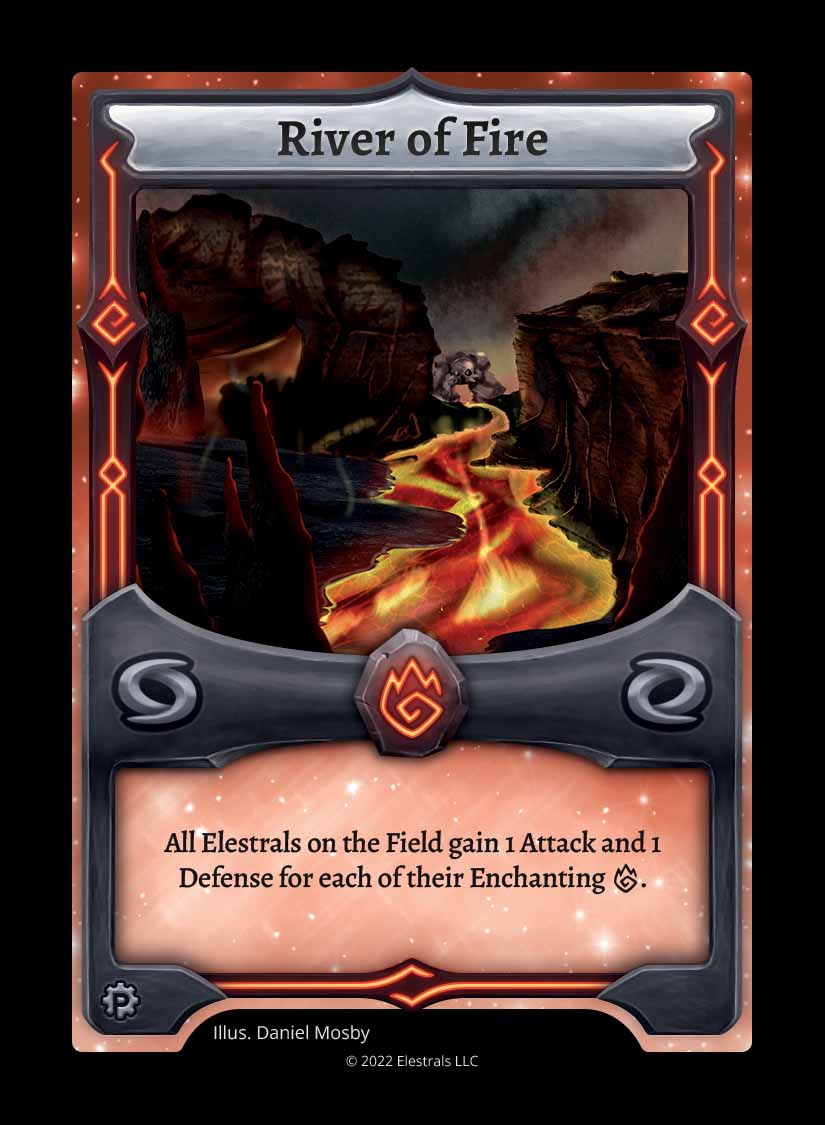 River of Fire
All Elestrals on the Field gain 1 Attack and 1
Defense for each of their Enchanting .
P
Illus. Daniel Mosby
© 2022 Elestrals LLC